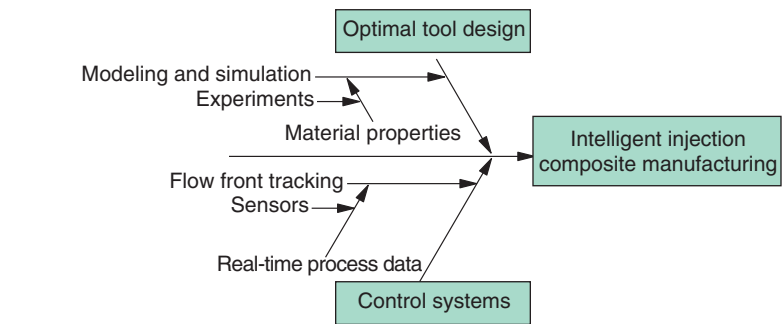 Optimal tool design
Modeling and simulation
Experiments
Material properties
Intelligent injection
composite manufacturing
Flow front tracking
Sensors
Real-time process data
Control systems